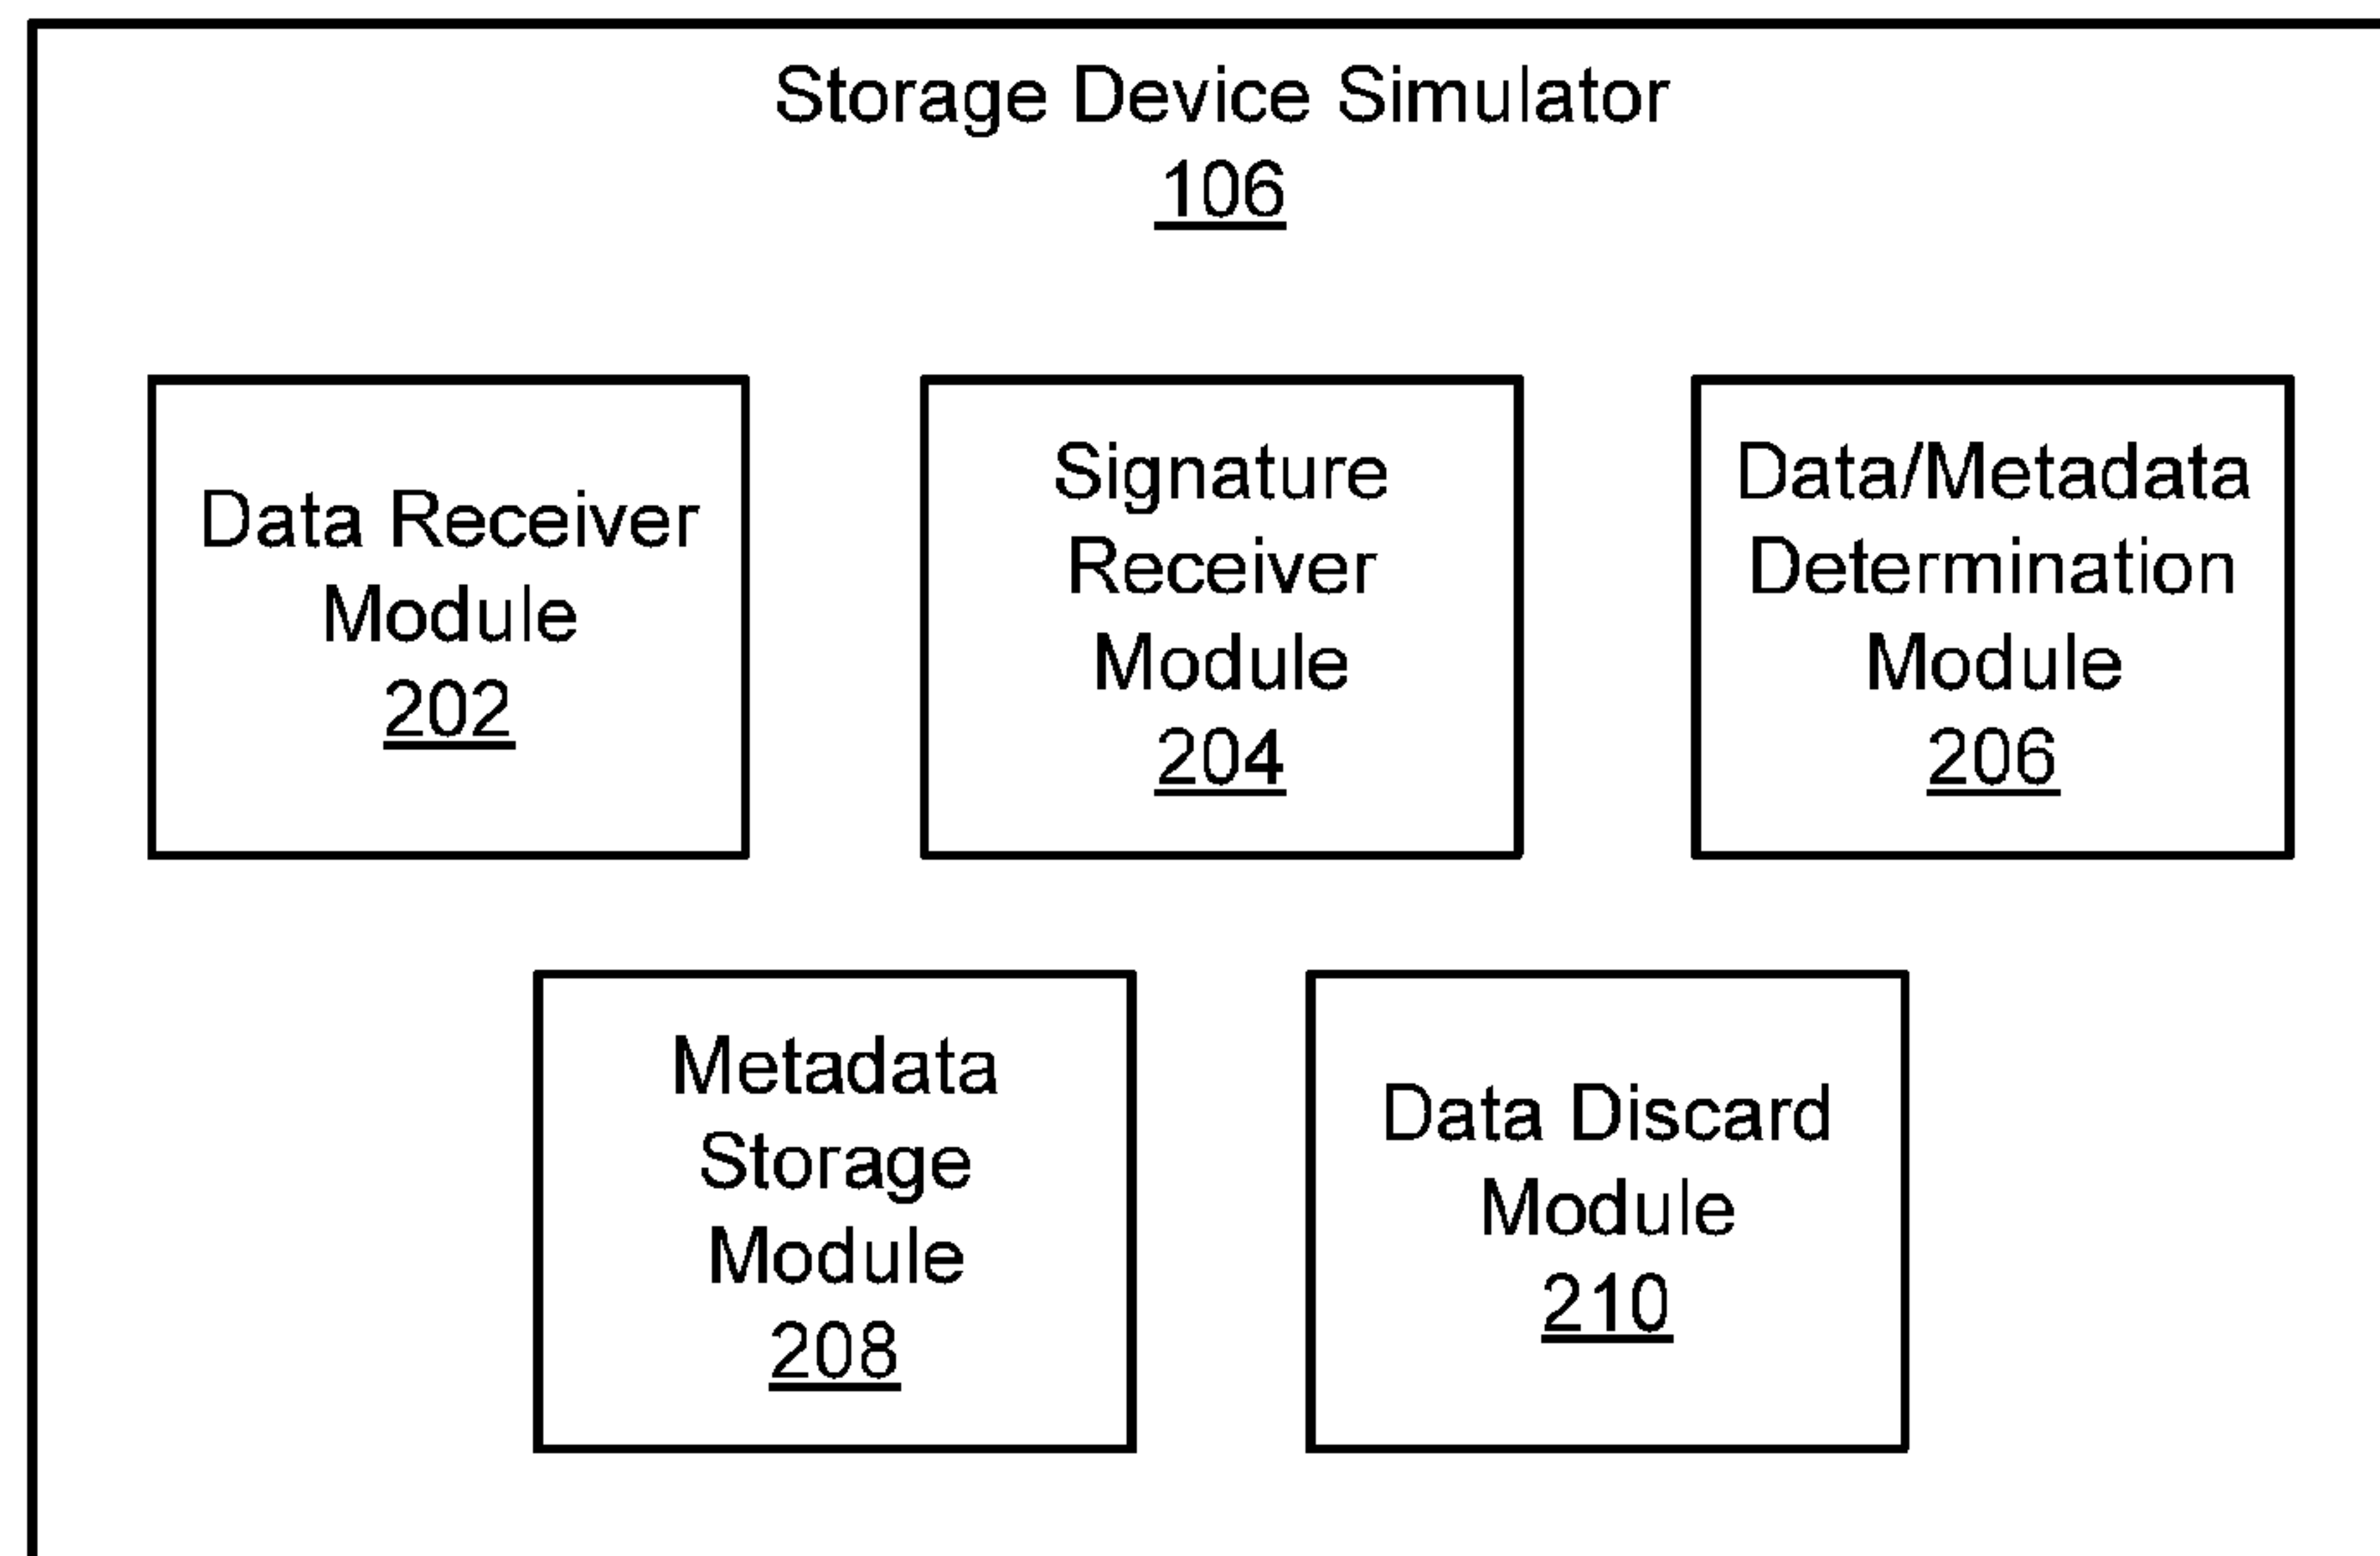 Storage Device Simulator
106
Data Receiver
Module
202
Signature
Receiver
Module
204
Data/Metadata
Determination
Module
206
Metadata
Storage
Module
208
Data Discard
Module
210